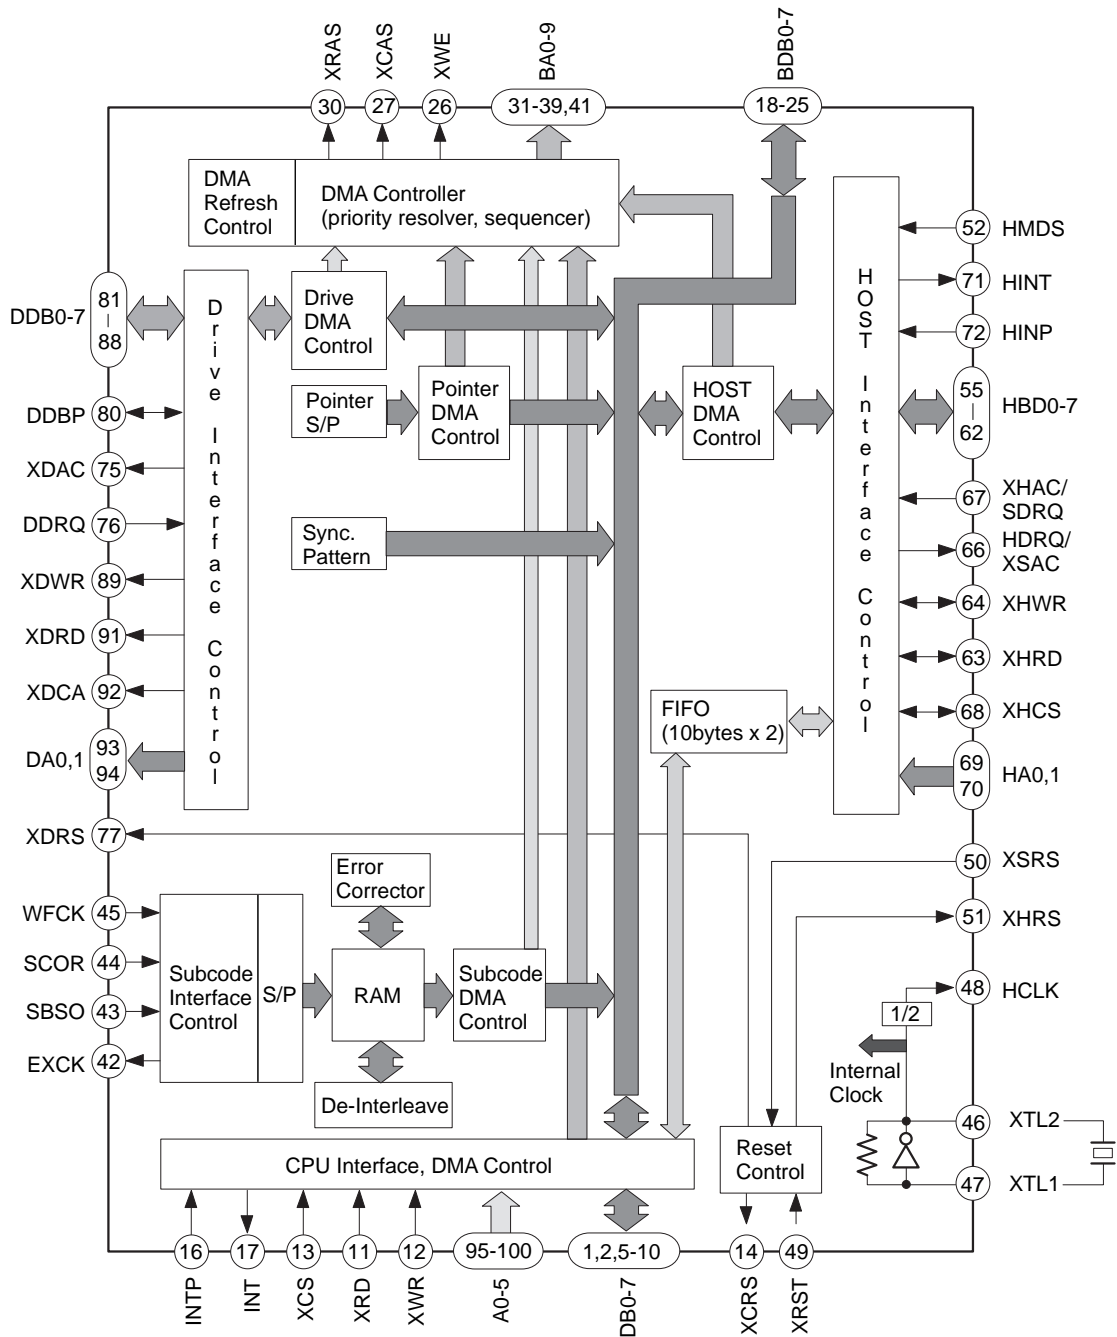 XRAS
XCAS
XWE
BA0-9
BDB0-7
30
27
26
31-39,41
18-25
DMA
Refresh
Control
DMA Controller
(priority resolver, sequencer)
DDB0-7
81
88
DDBP
80
XDAC
75
DDRQ
76
XDWR
89
XDRD
91
XDCA
92
DA0,1
93
94
XDRS
77
WFCK
45
SCOR
44
SBSO
43
EXCK
42
Drive Interface Control
Drive
DMA
Control
Pointer
S/P
Pointer
DMA
Control
HOST
DMA
Control
Sync.
Pattern
HOST Interface Control
FIFO
(10bytes x 2)
52
HMDS
71
HINT
72
HINP
55
62
HBD0-7
67
XHAC/
SDRQ
66
HDRQ/
XSAC
64
XHWR
63
XHRD
68
XHCS
69
70
HA0,1
50
XSRS
51
XHRS
48
HCLK
1/2
Internal
Clock
46
XTL2
47
XTL1
Error
Corrector
Subcode
Interface
Control
S/P
RAM
Subcode
DMA
Control
De-Interleave
CPU Interface, DMA Control
Reset
Control
16
17
13
11
12
95-100
1,2,5-10
14
49
INTP
INT
XCS
XRD
XWR
A0-5
DB0-7
XCRS
XRST